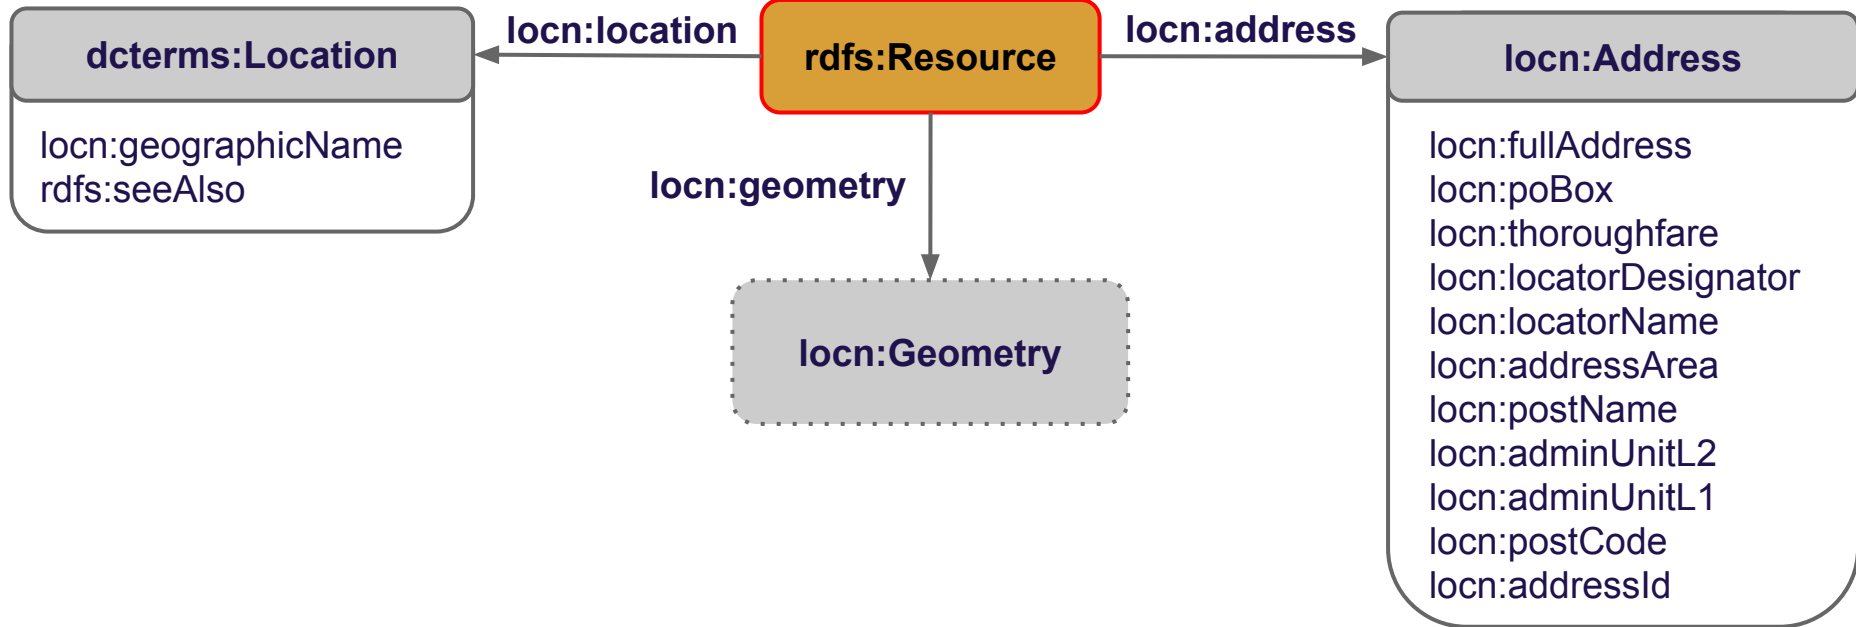 dcterms:Location
locn:geographicName
rdfs:seeAlso
locn:location
rdfs:Resource
locn:address
locn:geometry
locn:Geometry
locn:Address
locn:fullAddress
locn:poBox
locn:thoroughfare
locn:locatorDesignator
locn:locatorName
locn:addressArea
locn:postName
locn:adminUnitL2
locn:adminUnitL1
locn:postCode
locn:addressId